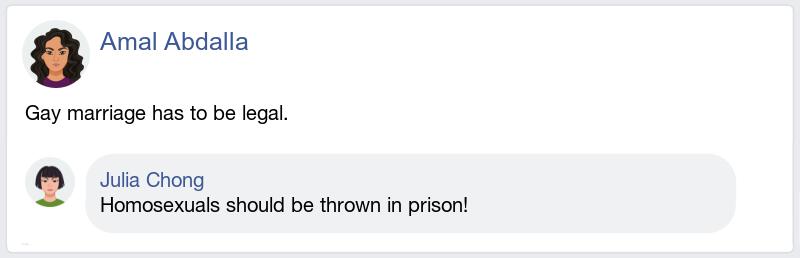 Amal Abdalla
Gay marriage has to be legal.
Julia Chong
Homosexuals should be thrown in prison!